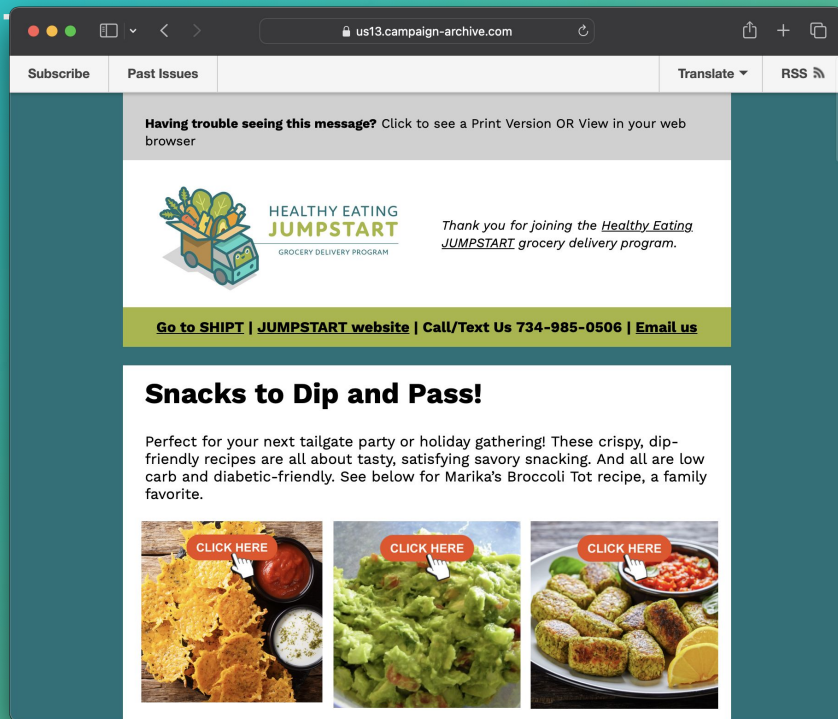 us13.campaign-archive.com
Subscribe
Past Issues
Translate
RSS
Having trouble seeing this message? Click to see a Print Version OR View in your web
browser
HEALTHY EATING
JUMPSTART
GROCERY DELIVERY PROGRAM
Thank you for joining the Healthy Eating
JUMPSTART grocery delivery program.
Go to SHIPT | JUMPSTART website | Call/Text Us 734-985-0506 | Email us
Snacks to Dip and Pass!
Perfect for your next tailgate party or holiday gathering! These crispy, dip-
friendly recipes are all about tasty, satisfying savory snacking. And all are low
carb and diabetic-friendly. See below for Marika’s Broccoli Tot recipe, a family
favorite.
CLICK HERE
CLICK HERE
CLICK HERE